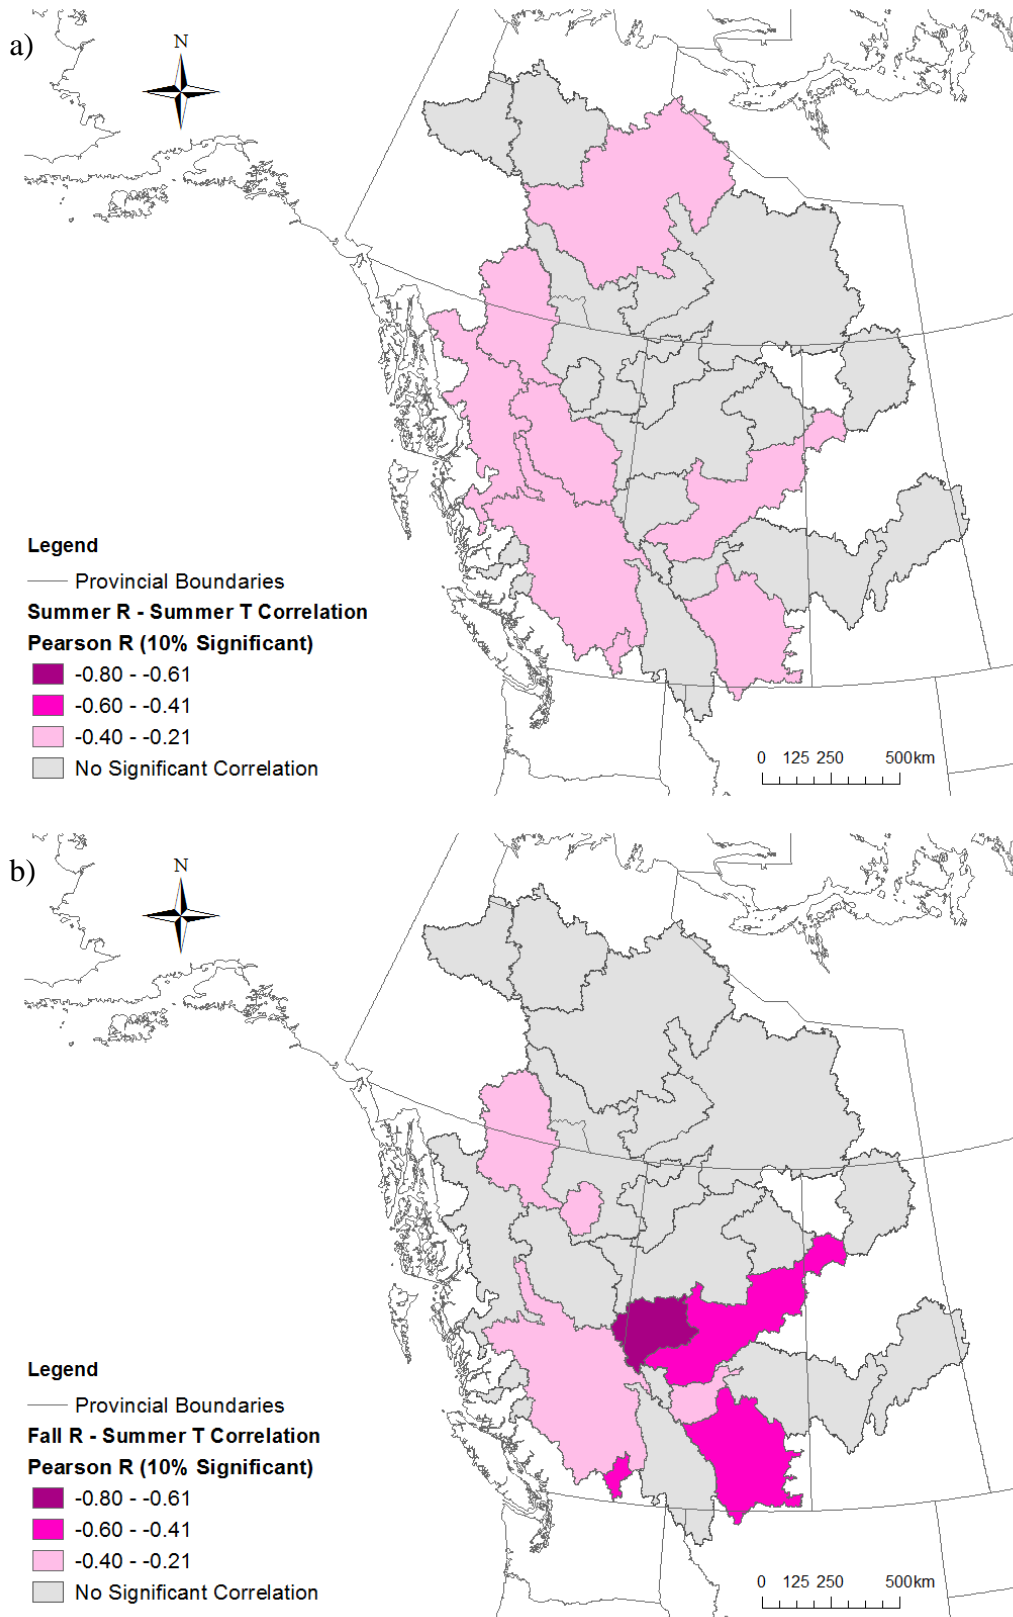 a)
N
Legend
Provincial Boundaries
Summer R - Summer T Correlation
Pearson R (10% Significant)
-0.80 - -0.61
-0.60 - -0.41
-0.40 - -0.21
No Significant Correlation
0 125 250 500km
b)
N
Legend
Provincial Boundaries
Fall R - Summer T Correlation
Pearson R (10% Significant)
-0.80 - -0.61
-0.60 - -0.41
-0.40 - -0.21
No Significant Correlation
0 125 250 500km